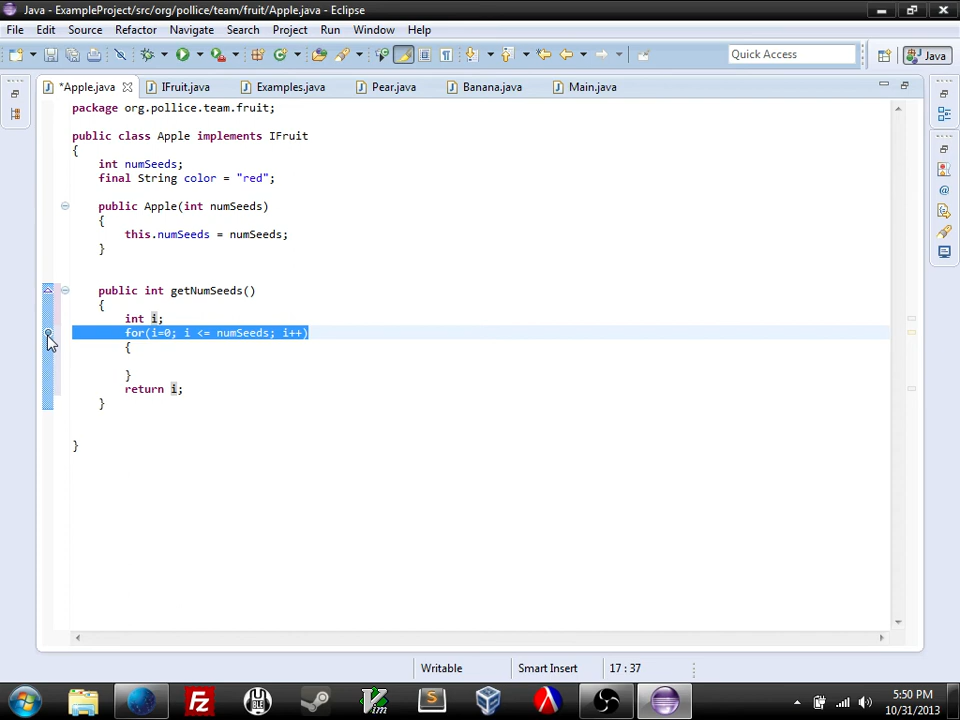 Java - ExampleProject/src/org/pollice/team/fruit/Apple.java - Eclipse
File Edit Source Refactor Navigate Search Project Run Window Help
Quick Access
Java
*Apple.java IFruit.java Examples.java Pear.java Banana.java Main.java
package org.pollice.team.fruit;
public class Apple implements IFruit
{
int numSeeds;
final String color = "red";
public Apple(int numSeeds)
{
this.numSeeds = numSeeds;
}
public int getNumSeeds()
{
int i;
for(i=0; i <= numSeeds; i++)
{
}
return i;
}
}
Writable Smart Insert 17 : 37
5:50 PM
10/31/2013